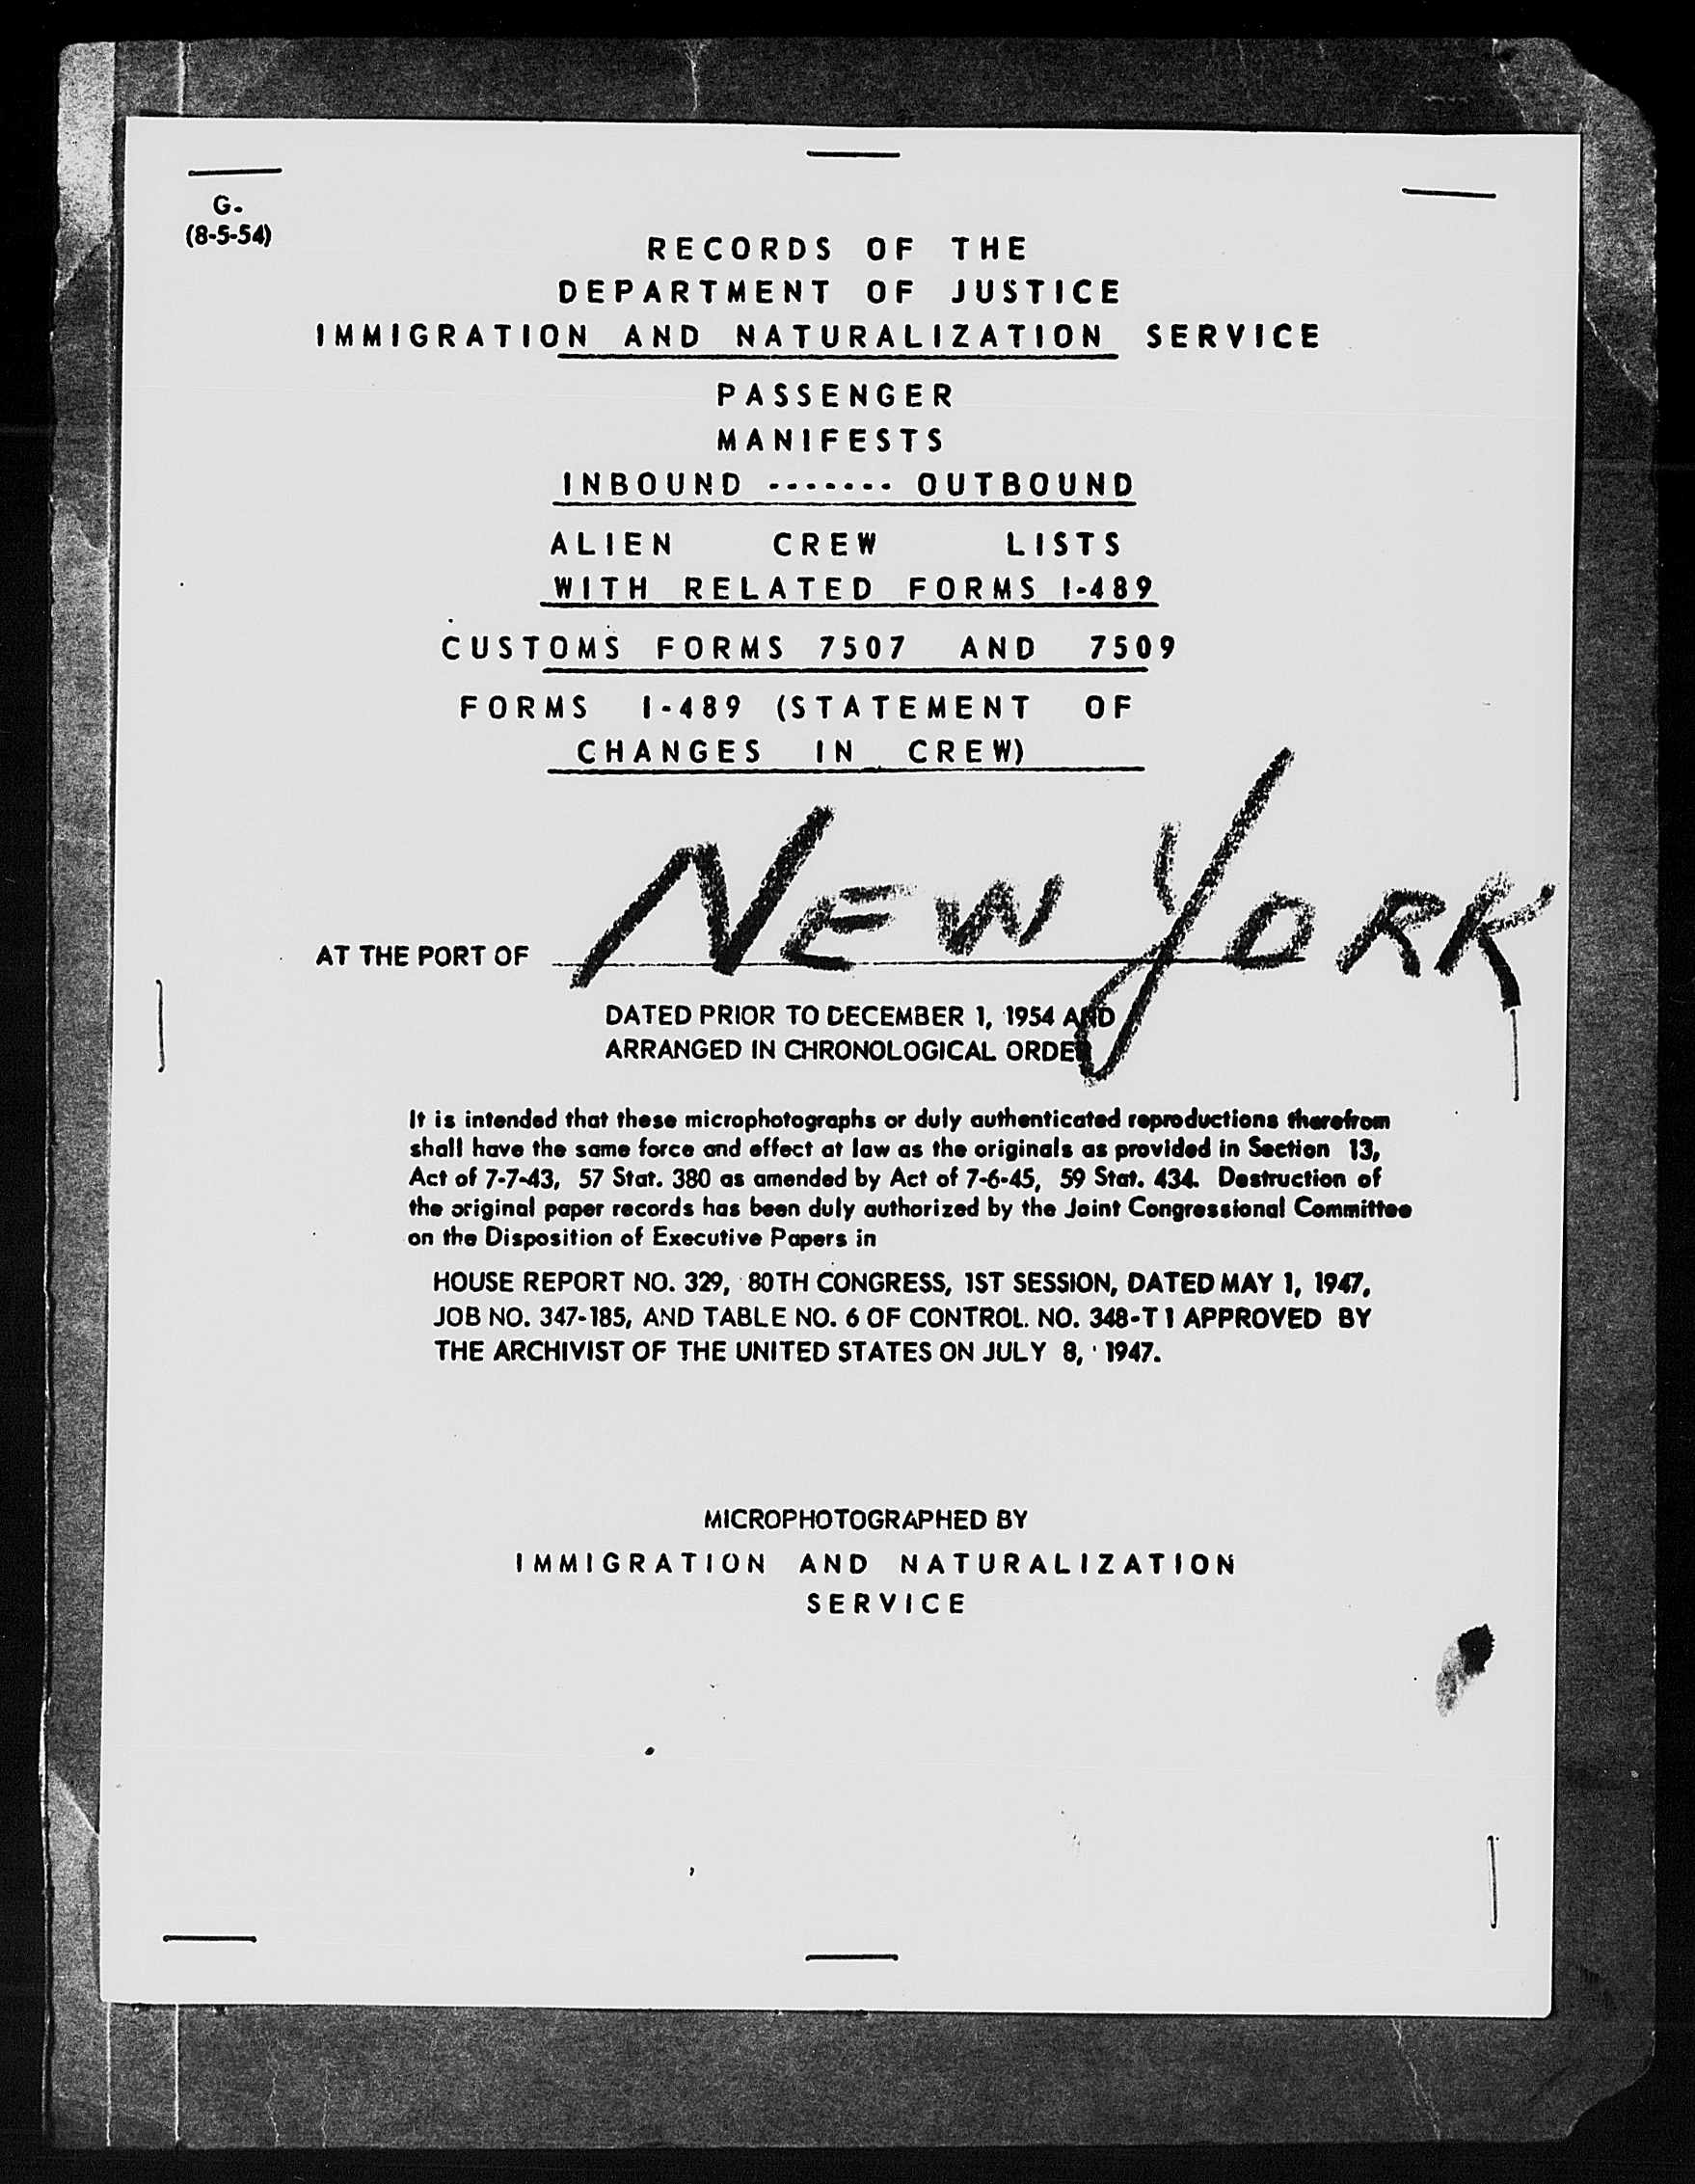 G.
(8-5-54)
RECORDS OF THE
DEPARTMENT OF JUSTICE
IMMIGRATION AND NATURALIZATION SERVICE
PASSENGER
MANIFESTS
INBOUND ------- OUTBOUND
ALIEN CREW LISTS
WITH RELATED FORMS I-489
CUSTOMS FORMS 7507 AND 7509
FORMS I-489 (STATEMENT OF
CHANGES IN CREW)
AT THE PORT OF NEW YORK
DATED PRIOR TO DECEMBER 1, 1954 AND
ARRANGED IN CHRONOLOGICAL ORDER
It is intended that these microphotographs or duly authenticated reproductions therefrom
shall have the same force and effect at law as the originals as provided in Section 13,
Act of 7-7-43, 57 Stat. 380 as amended by Act of 7-6-45, 59 Stat. 434. Destruction of
the original paper records has been duly authorized by the Joint Congressional Committee
on the Disposition of Executive Papers in
HOUSE REPORT NO. 329, 80TH CONGRESS, 1ST SESSION, DATED MAY 1, 1947,
JOB NO. 347-185, AND TABLE NO. 6 OF CONTROL NO. 348-T1 APPROVED BY
THE ARCHIVIST OF THE UNITED STATES ON JULY 8, 1947.
MICROPHOTOGRAPHED BY
IMMIGRATION AND NATURALIZATION
SERVICE